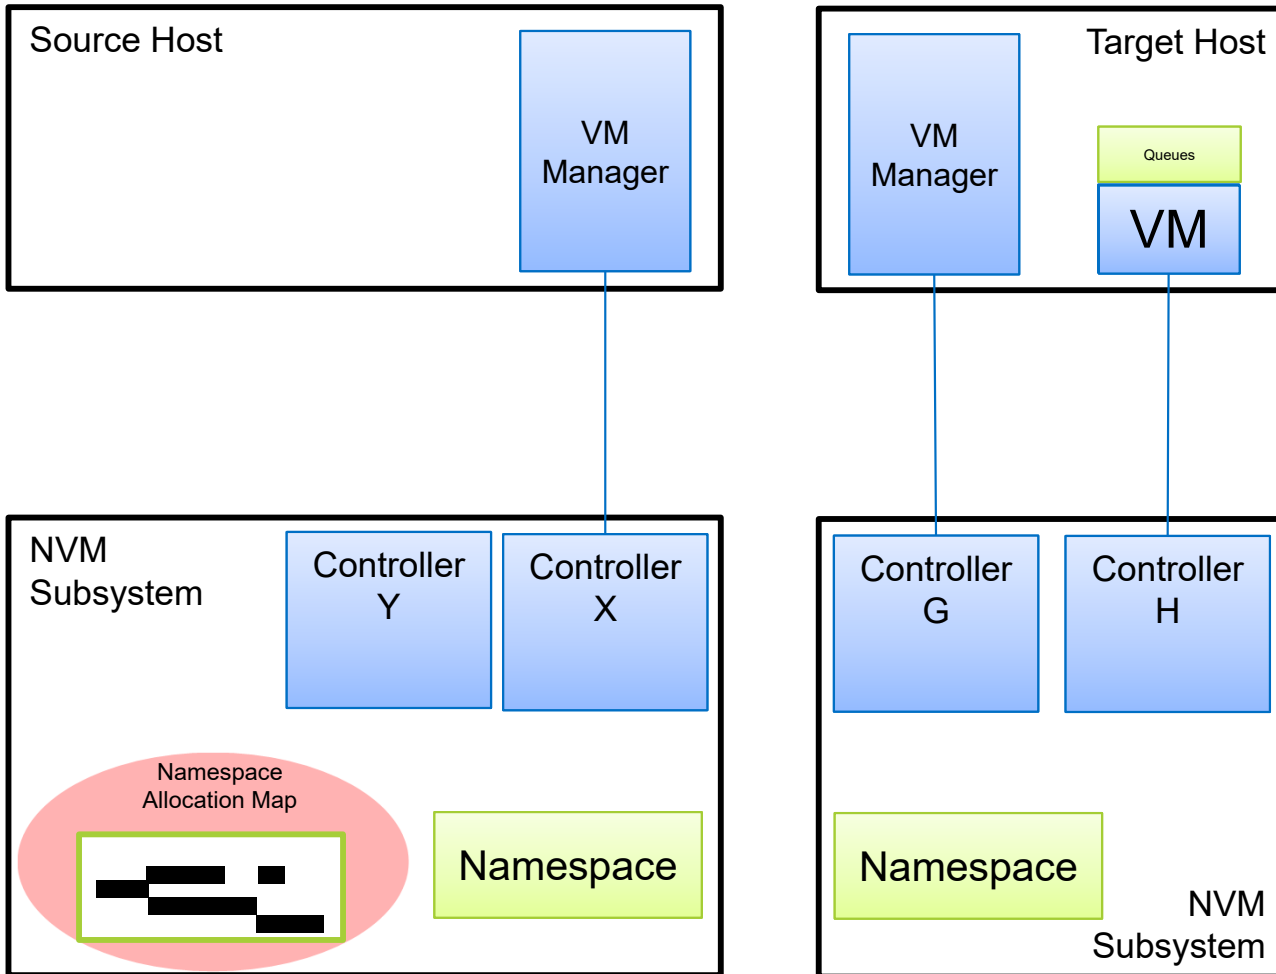 Source Host
VM
Manager
Target Host
VM
Manager
Queues
VM
NVM
Subsystem
Controller
Y
Controller
X
Namespace
Allocation Map
Namespace
Controller
G
Controller
H
Namespace
NVM
Subsystem